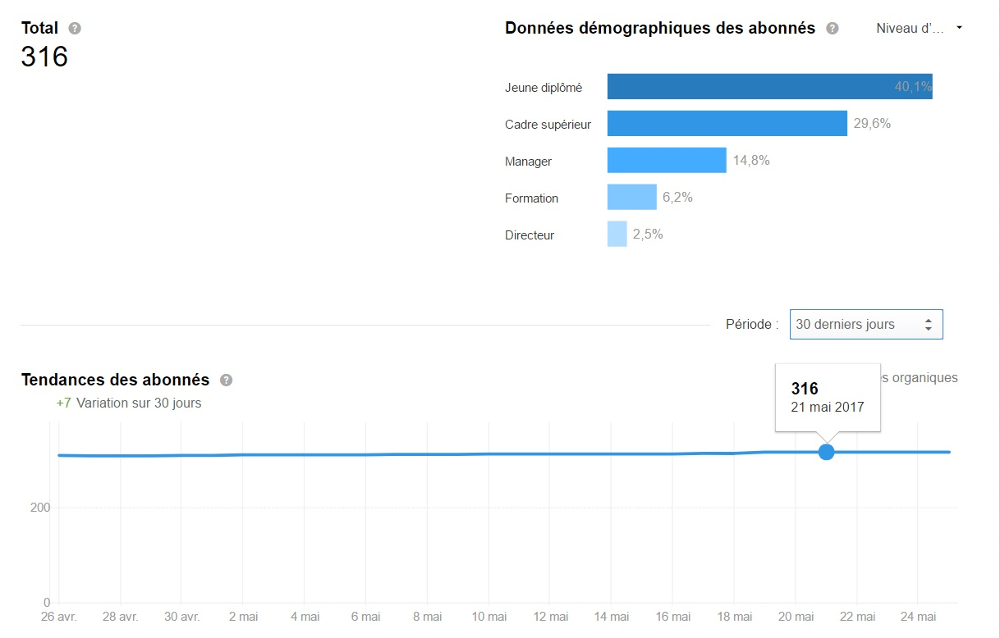 Total ?
316
Données démographiques des abonnés ? Niveau d'...
Jeune diplômé 40,1%
Cadre supérieur 29,6%
Manager 14,8%
Formation 6,2%
Directeur 2,5%
Période : 30 derniers jours
Tendances des abonnés ?
+7 Variation sur 30 jours
organiques
316
21 mai 2017
200
0
26 avr. 28 avr. 30 avr. 2 mai 4 mai 6 mai 8 mai 10 mai 12 mai 14 mai 16 mai 18 mai 20 mai 22 mai 24 mai